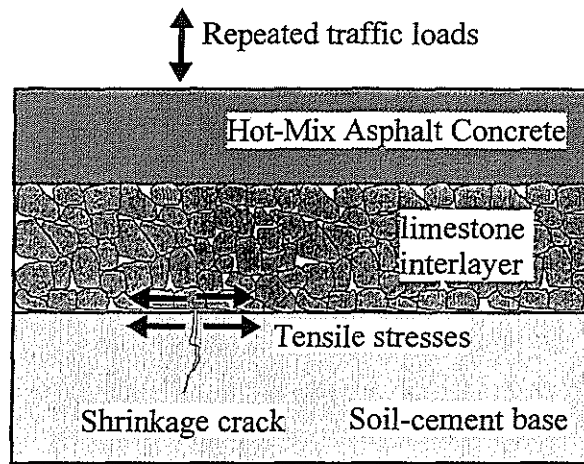 Repeated traffic loads
Hot-Mix Asphalt Concrete
limestone
interlayer
Tensile stresses
Shrinkage crack
Soil-cement base